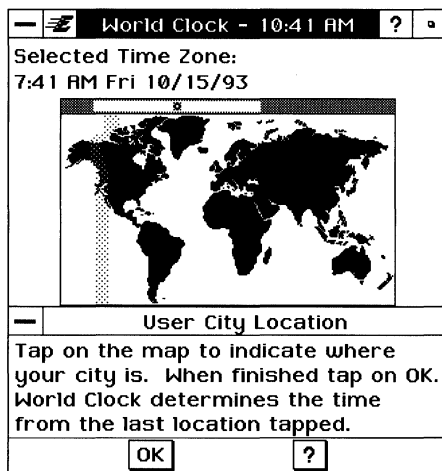 World Clock - 10:41 AM ?
Selected Time Zone:
7:41 AM Fri 10/15/93
User City Location
Tap on the map to indicate where
your city is. When finished tap on OK.
World Clock determines the time
from the last location tapped.
OK ?